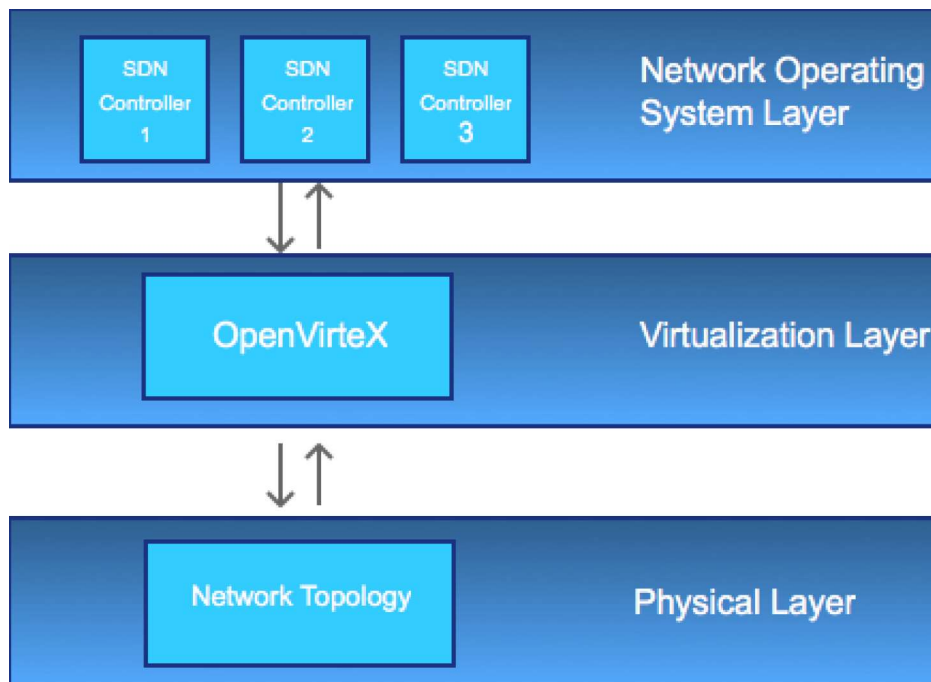 SDN
Controller
1
SDN
Controller
2
SDN
Controller
3
Network Operating
System Layer
OpenVirteX
Virtualization Layer
Network Topology
Physical Layer